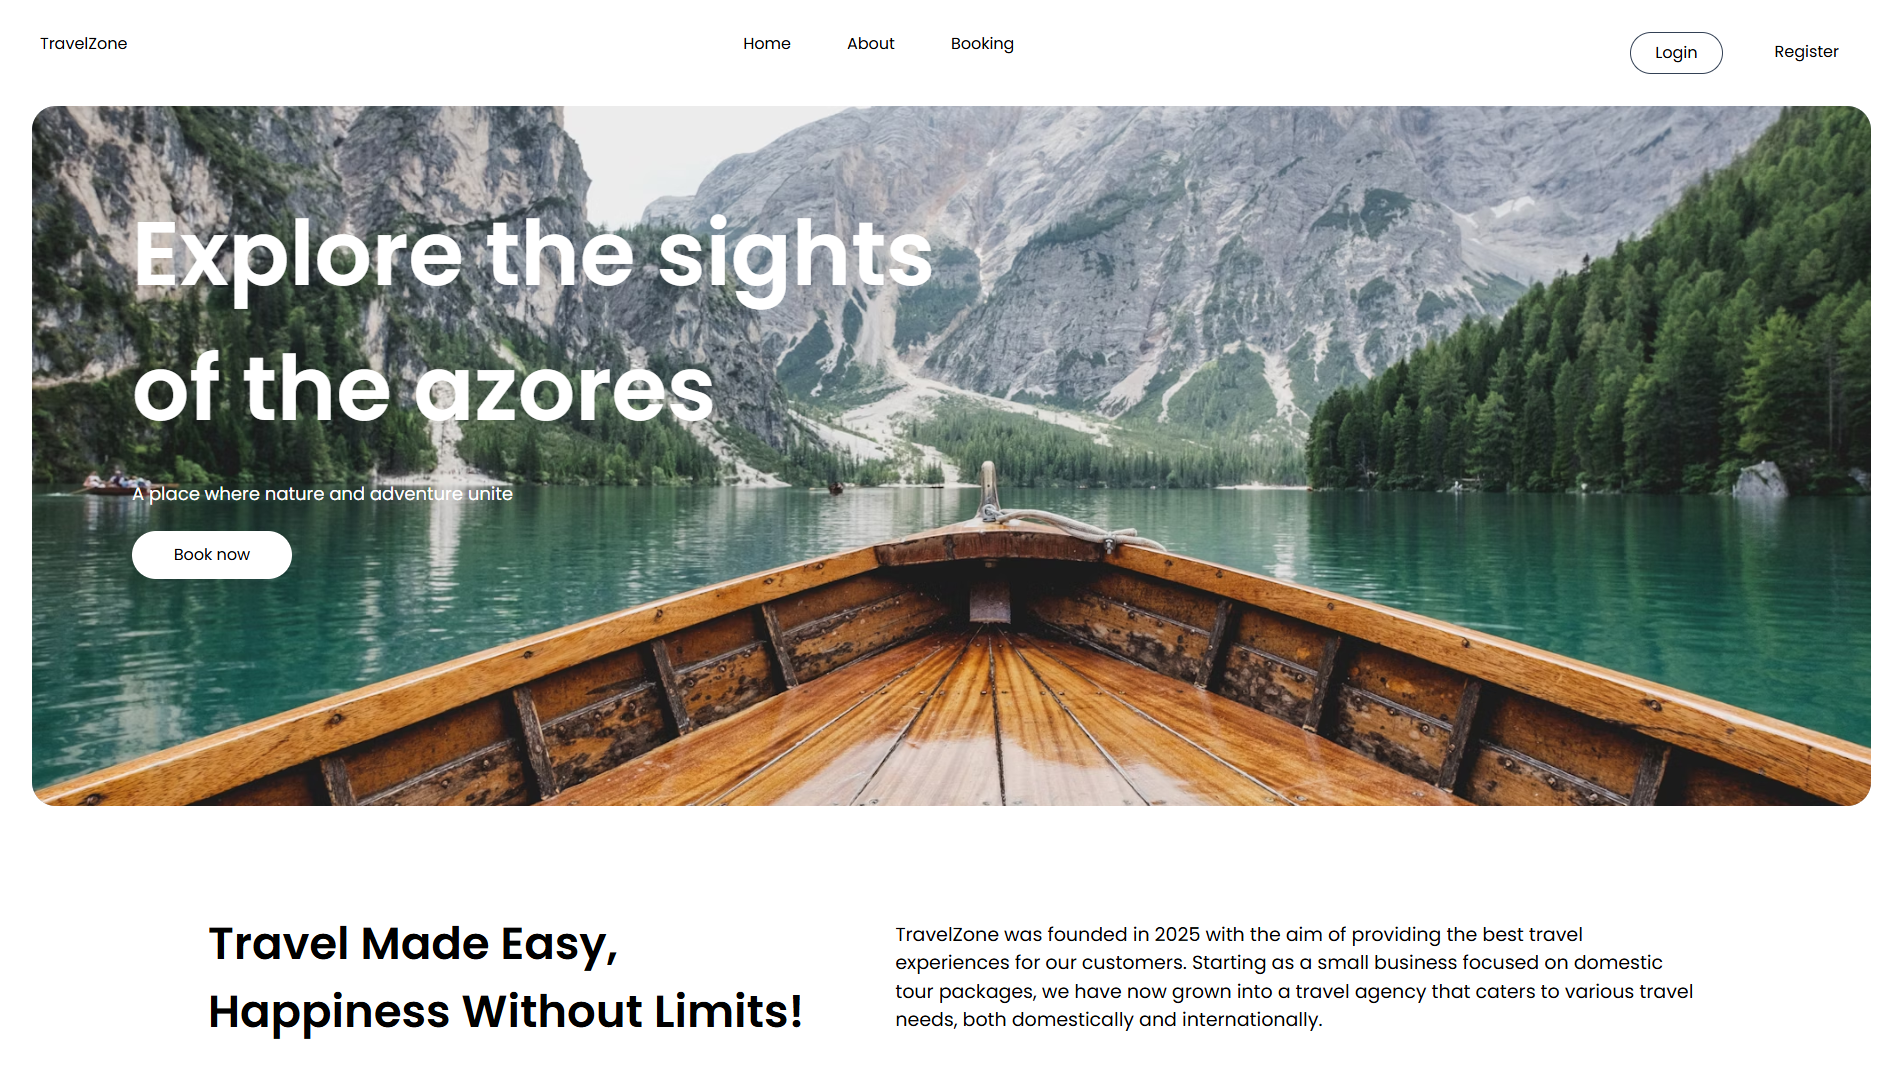 TravelZone
Home
About
Booking
Login
Register
Explore the sights
of the azores
A place where nature and adventure unite
Book now
Travel Made Easy,
Happiness Without Limits!
TravelZone was founded in 2025 with the aim of providing the best travel
experiences for our customers. Starting as a small business focused on domestic
tour packages, we have now grown into a travel agency that caters to various travel
needs, both domestically and internationally.